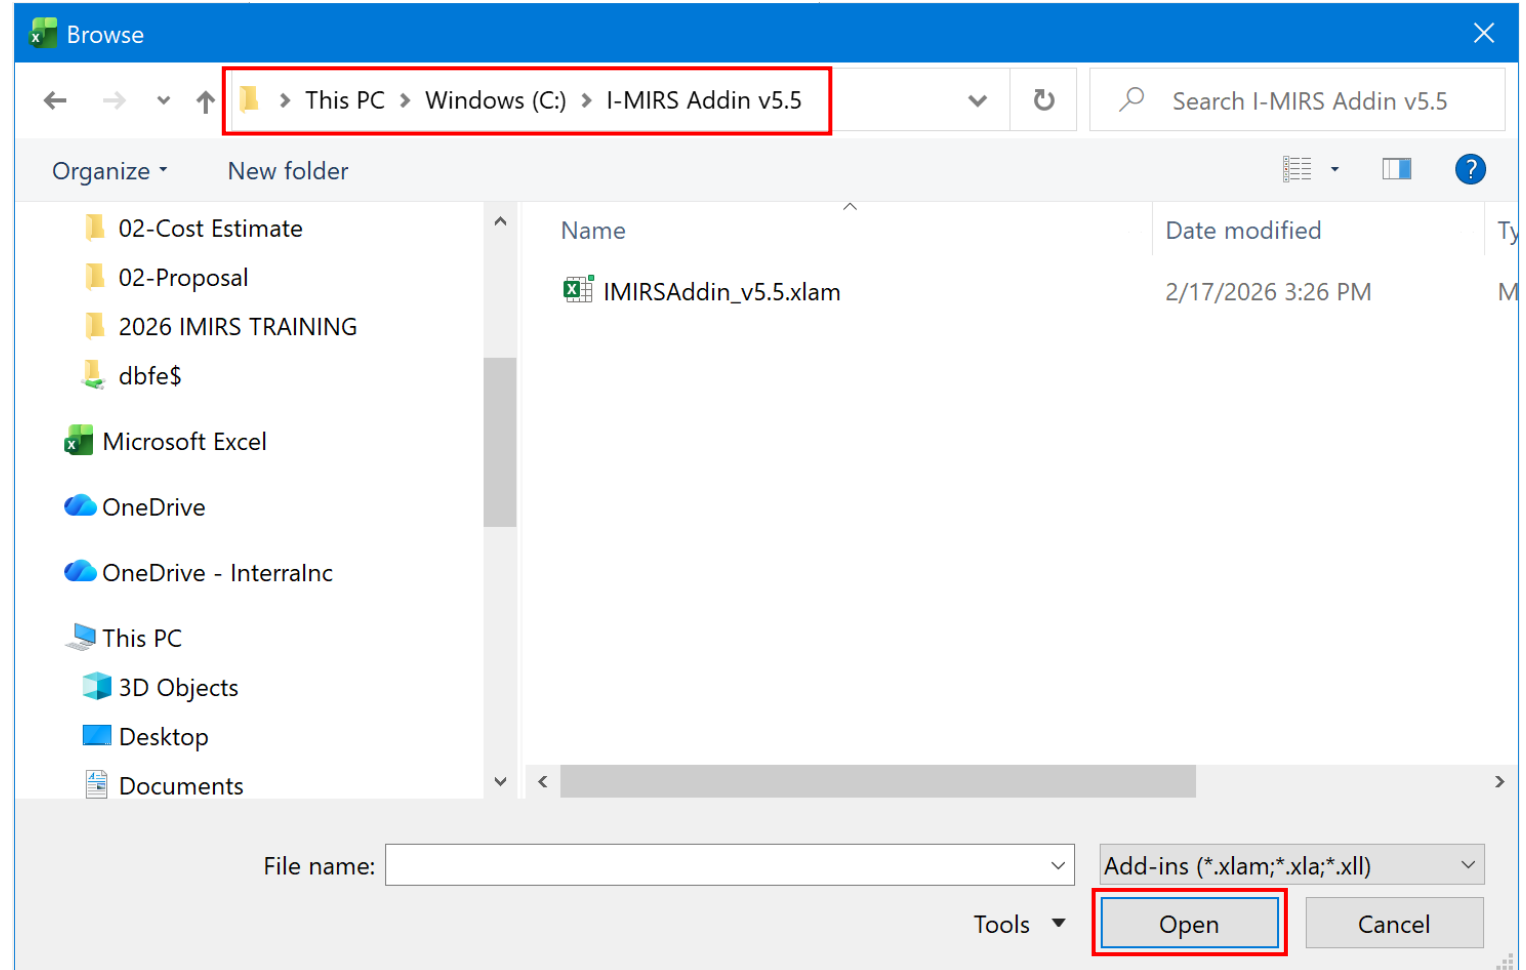 Browse
This PC > Windows (C:) > I-MIRS Addin v5.5
Search I-MIRS Addin v5.5
Organize
New folder
?
02-Cost Estimate
02-Proposal
2026 IMIRS TRAINING
dbfe$
Microsoft Excel
OneDrive
OneDrive - InterraInc
This PC
3D Objects
Desktop
Documents
Name
Date modified
Ty
IMIRSAddin_v5.5.xlam
2/17/2026 3:26 PM
M
File name:
Add-ins (*.xlam;*.xla;*.xll)
Tools
Open
Cancel